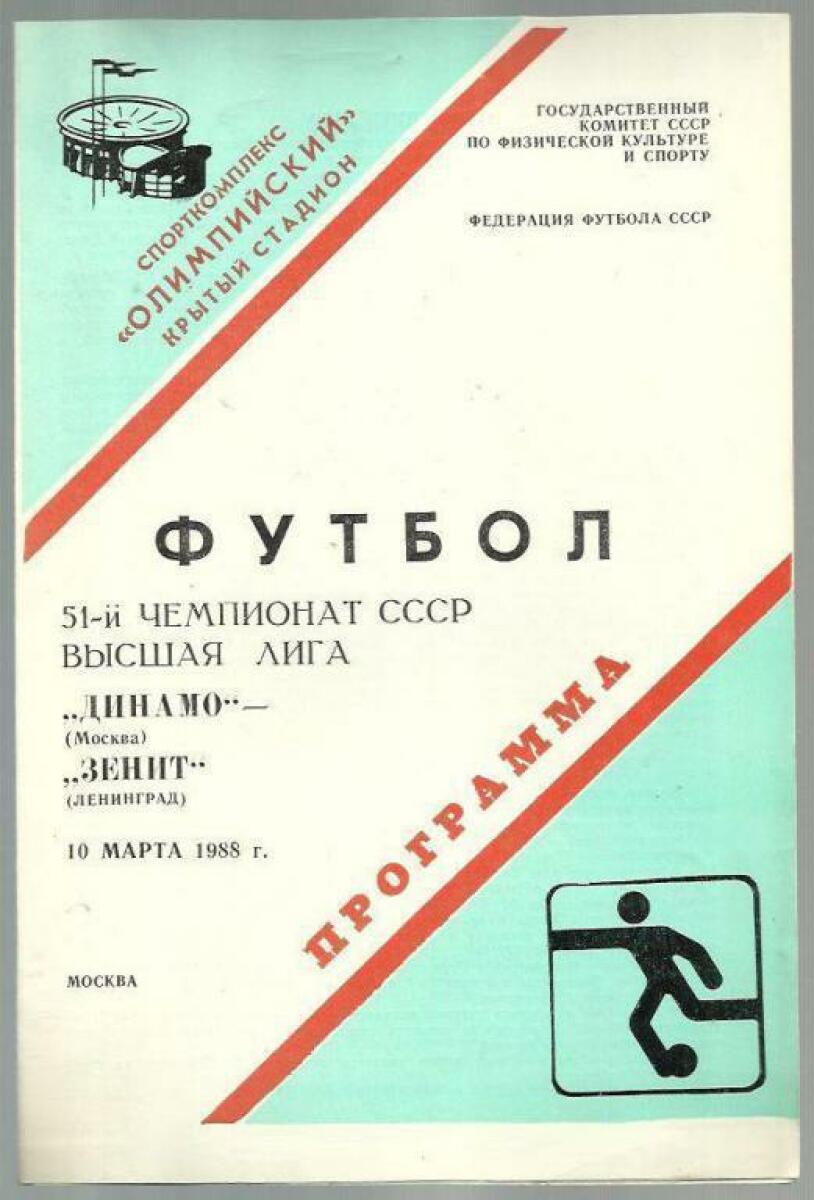 СПОРТКОМПЛЕКС
«ОЛИМПИЙСКИЙ»
КРЫТЫЙ СТАДИОН
ГОСУДАРСТВЕННЫЙ
КОМИТЕТ СССР
ПО ФИЗИЧЕСКОЙ КУЛЬТУРЕ
И СПОРТУ
ФЕДЕРАЦИЯ ФУТБОЛА СССР
ФУТБОЛ
51-й ЧЕМПИОНАТ СССР
ВЫСШАЯ ЛИГА
„ДИНАМО“—
(Москва)
„ЗЕНИТ“
(ЛЕНИНГРАД)
10 МАРТА 1988 г.
ПРОГРАММА
МОСКВА